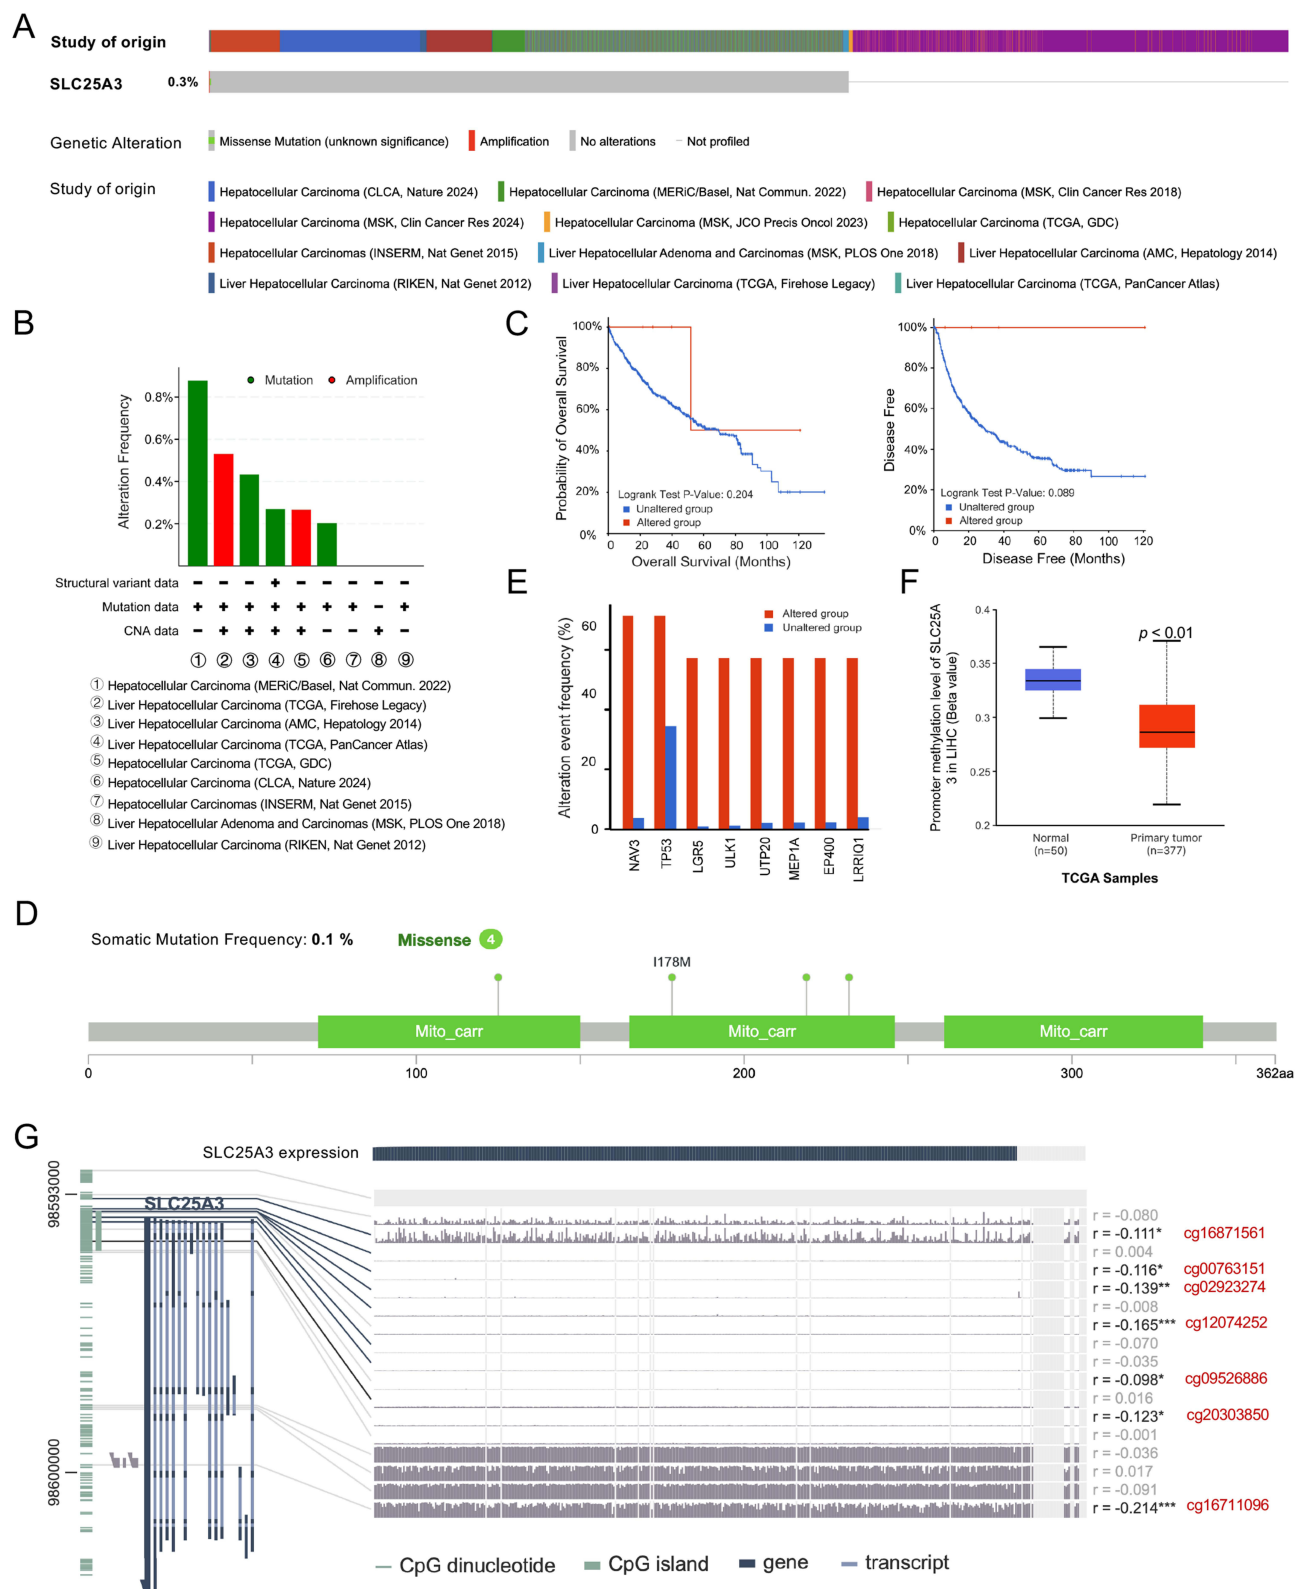 A
Study of origin
SLC25A3 0.3%
Genetic Alteration Missense Mutation (unknown significance) Amplification No alterations Not profiled
Study of origin Hepatocellular Carcinoma (CLCA, Nature 2024) Hepatocellular Carcinoma (MERiC/Basel, Nat Commun. 2022) Hepatocellular Carcinoma (MSK, Clin Cancer Res 2018)
Hepatocellular Carcinoma (MSK, Clin Cancer Res 2024) Hepatocellular Carcinoma (MSK, JCO Precis Oncol 2023) Hepatocellular Carcinoma (TCGA, GDC)
Hepatocellular Carcinomas (INSERM, Nat Genet 2015) Liver Hepatocellular Adenoma and Carcinomas (MSK, PLOS One 2018) Liver Hepatocellular Carcinoma (AMC, Hepatology 2014)
Liver Hepatocellular Carcinoma (RIKEN, Nat Genet 2012) Liver Hepatocellular Carcinoma (TCGA, Firehose Legacy) Liver Hepatocellular Carcinoma (TCGA, PanCancer Atlas)
B
Alteration Frequency
Mutation Amplification
0.8%
0.6%
0.4%
0.2%
Structural variant data - - - + - - - - -
Mutation data + + + + + + + - +
CNA data - + + + + - - + -
① ② ③ ④ ⑤ ⑥ ⑦ ⑧ ⑨
① Hepatocellular Carcinoma (MERiC/Basel, Nat Commun. 2022)
② Liver Hepatocellular Carcinoma (TCGA, Firehose Legacy)
③ Liver Hepatocellular Carcinoma (AMC, Hepatology 2014)
④ Liver Hepatocellular Carcinoma (TCGA, PanCancer Atlas)
⑤ Hepatocellular Carcinoma (TCGA, GDC)
⑥ Hepatocellular Carcinoma (CLCA, Nature 2024)
⑦ Hepatocellular Carcinomas (INSERM, Nat Genet 2015)
⑧ Liver Hepatocellular Adenoma and Carcinomas (MSK, PLOS One 2018)
⑨ Liver Hepatocellular Carcinoma (RIKEN, Nat Genet 2012)
C
Probability of Overall Survival
100%
80%
60%
40%
20%
0%
Logrank Test P-Value: 0.204
Unaltered group
Altered group
0 20 40 60 80 100 120
Overall Survival (Months)
Disease Free
100%
80%
60%
40%
20%
0%
Logrank Test P-Value: 0.089
Unaltered group
Altered group
0 20 40 60 80 100 120
Disease Free (Months)
E
Alteration event frequency (%)
60
40
20
0
Altered group
Unaltered group
NAV3 TP53 LGR5 ULK1 UTP20 MEP1A EP400 LRRIQ1
F
Promoter methylation level of SLC25A
3 in LIHC (Beta value)
0.4
0.35
0.3
0.25
0.2
p < 0.01
Normal Primary tumor
(n=50) (n=377)
TCGA Samples
D
Somatic Mutation Frequency: 0.1 % Missense 4
I178M
Mito_carr Mito_carr Mito_carr
0 100 200 300 362aa
G
SLC25A3 expression
98593000
98600000
SLC25A3
r = -0.080
r = -0.111* cg16871561
r = 0.004
r = -0.116* cg00763151
r = -0.139** cg02923274
r = -0.008
r = -0.165*** cg12074252
r = -0.070
r = -0.035
r = -0.098* cg09526886
r = 0.016
r = -0.123* cg20303850
r = -0.001
r = -0.036
r = 0.017
r = -0.091
r = -0.214*** cg16711096
CpG dinucleotide CpG island gene transcript